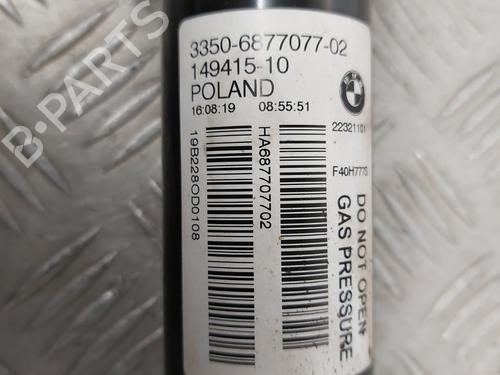 3350-6877077-02
149415-10
POLAND
16:08:19 08:55:51
BMW
22321101
F40H777S
19B228OD0108
HA687707702
DO NOT OPEN
GAS PRESSURE
B-PARTS